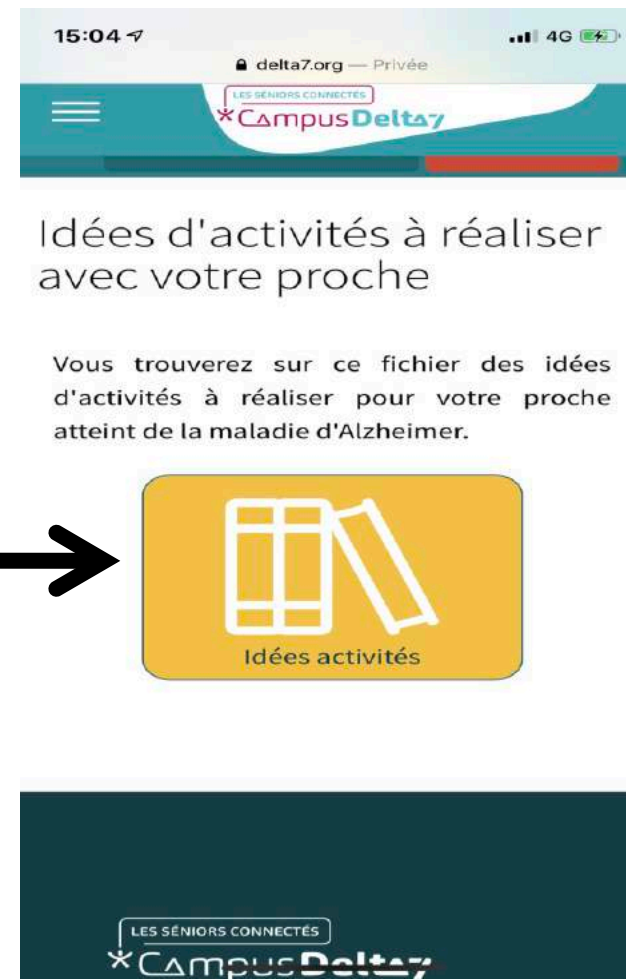 15:04 4G
delta7.org — Privée
LES SÉNIORS CONNECTÉS
CampusDelta7
Idées d'activités à réaliser
avec votre proche
Vous trouverez sur ce fichier des idées
d'activités à réaliser pour votre proche
atteint de la maladie d'Alzheimer.
Idées activités
LES SÉNIORS CONNECTÉS
CampusDelta7